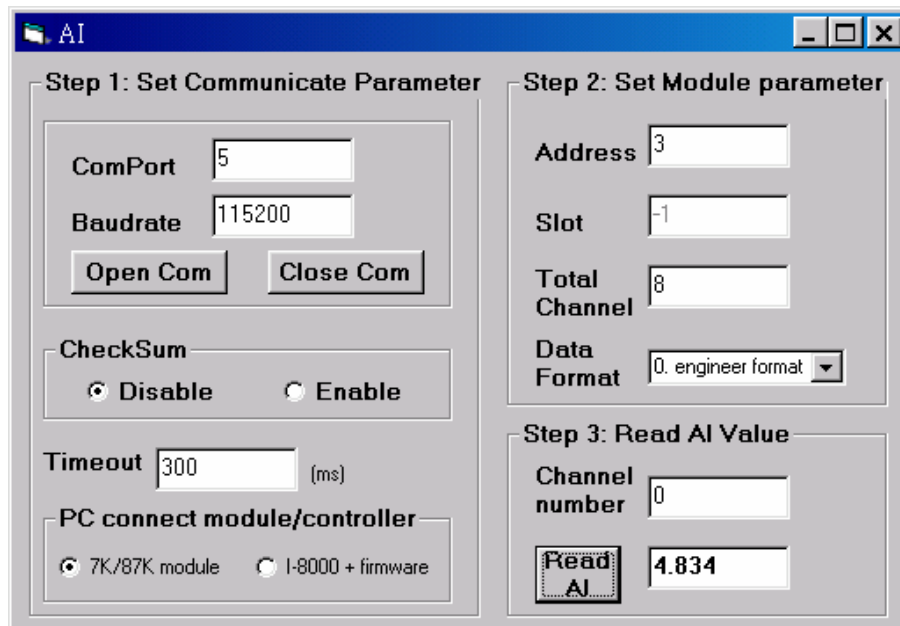 AI
Step 1: Set Communicate Parameter
ComPort 5
Baudrate 115200
Open Com Close Com
CheckSum
Disable Enable
Timeout 300 (ms)
PC connect module/controller
7K/87K module I-8000 + firmware
Step 2: Set Module parameter
Address 3
Slot -1
Total
Channel 8
Data
Format 0. engineer format
Step 3: Read AI Value
Channel
number 0
Read
AI 4.834